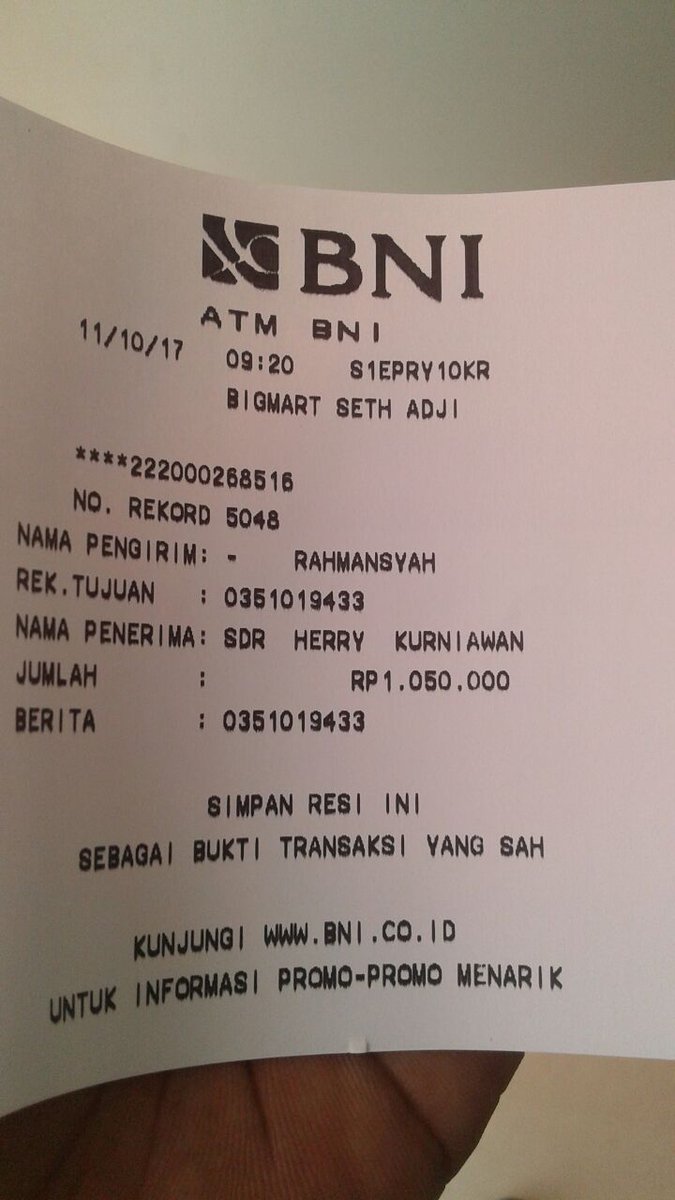 BNI
ATM BNI
11/10/17 09:20 S1EPRY10KR
BIGMART SETH ADJI
****222000268516
NO. REKORD 5048
NAMA PENGIRIM: - RAHMANSYAH
REK.TUJUAN : 0351019433
NAMA PENERIMA: SDR HERRY KURNIAWAN
JUMLAH : RP1.050.000
BERITA : 0351019433
SIMPAN RESI INI
SEBAGAI BUKTI TRANSAKSI YANG SAH
KUNJUNGI WWW.BNI.CO.ID
UNTUK INFORMASI PROMO-PROMO MENARIK